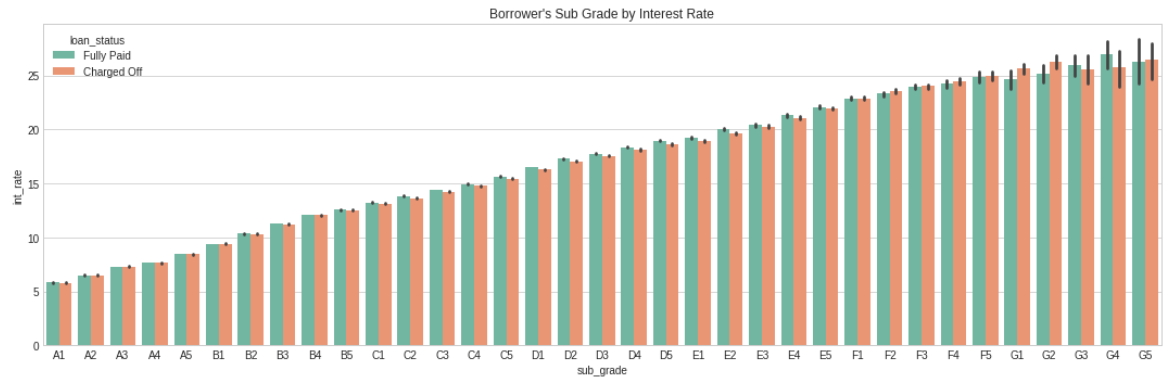 Borrower's Sub Grade by Interest Rate
loan_status
Fully Paid
Charged Off
int_rate
25
20
15
10
5
0
A1 A2 A3 A4 A5 B1 B2 B3 B4 B5 C1 C2 C3 C4 C5 D1 D2 D3 D4 D5 E1 E2 E3 E4 E5 F1 F2 F3 F4 F5 G1 G2 G3 G4 G5
sub_grade